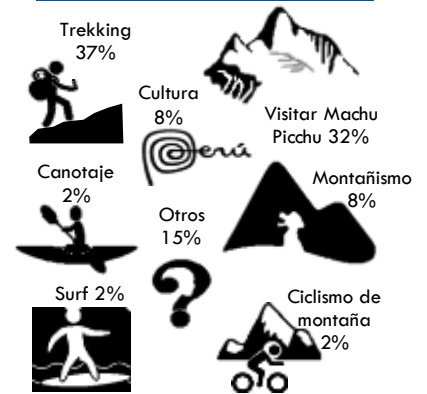 Trekking
37%
Cultura
8%
Perú
Visitar Machu
Picchu 32%
Canotaje
2%
Montañismo
8%
Otros
15%
?
Surf 2%
Ciclismo de
montaña
2%